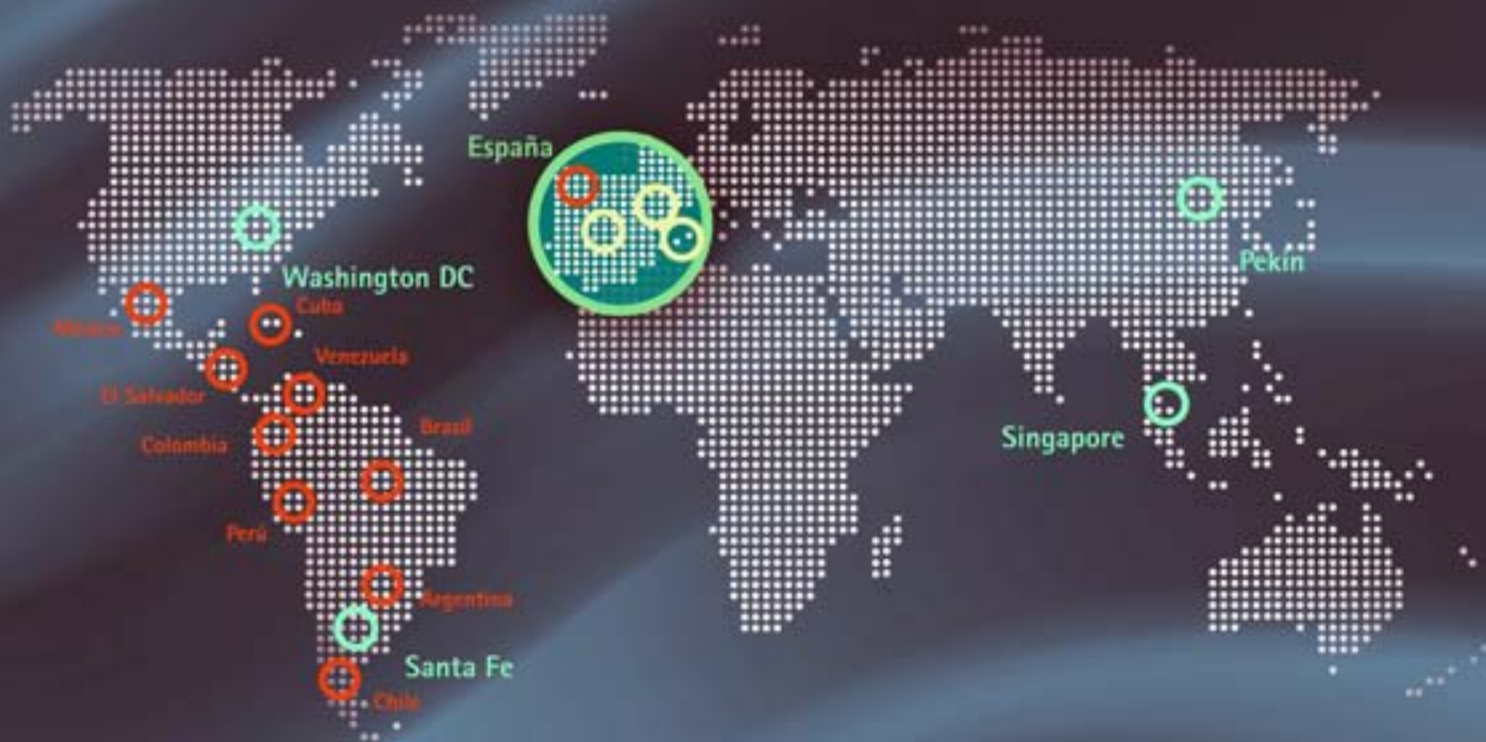 España
Washington DC
Pekín
Cuba
México
Venezuela
El Salvador
Brasil
Colombia
Singapore
Perú
Argentina
Santa Fe
Chile